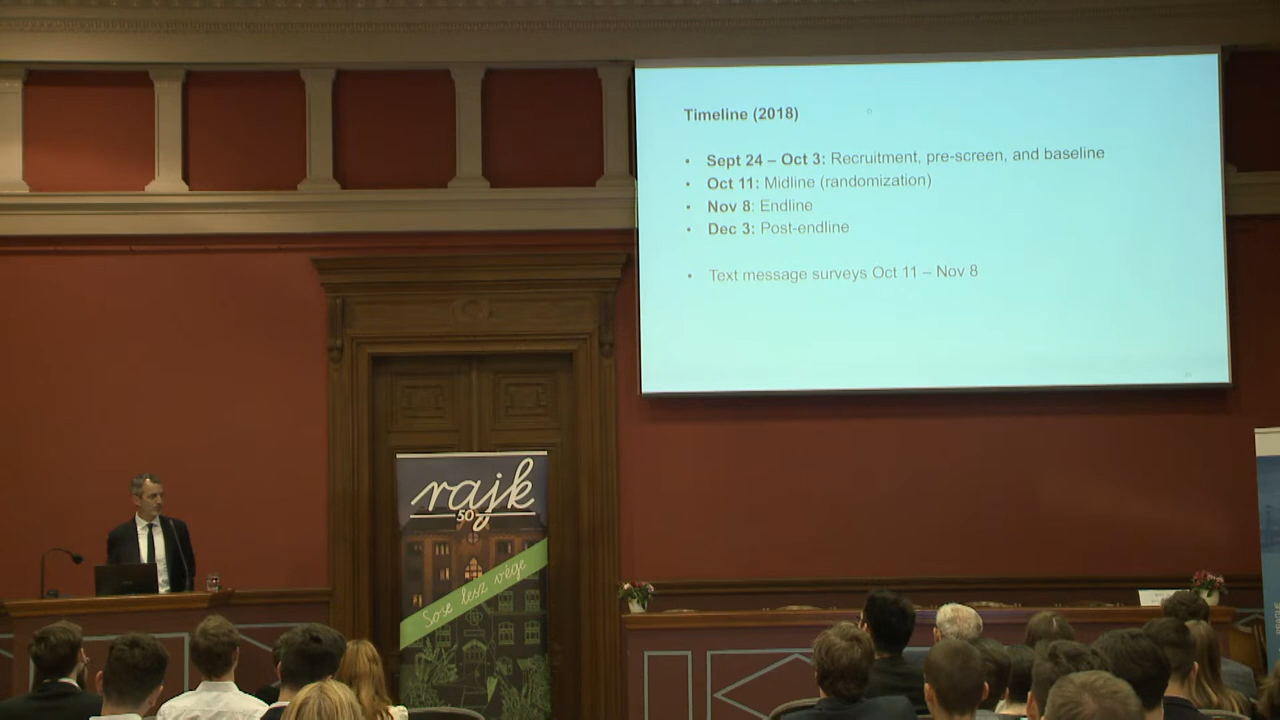 Timeline (2018)
• Sept 24 – Oct 3: Recruitment, pre-screen, and baseline
• Oct 11: Midline (randomization)
• Nov 8: Endline
• Dec 3: Post-endline
• Text message surveys Oct 11 – Nov 8
rajk
50
Sose lesz vége